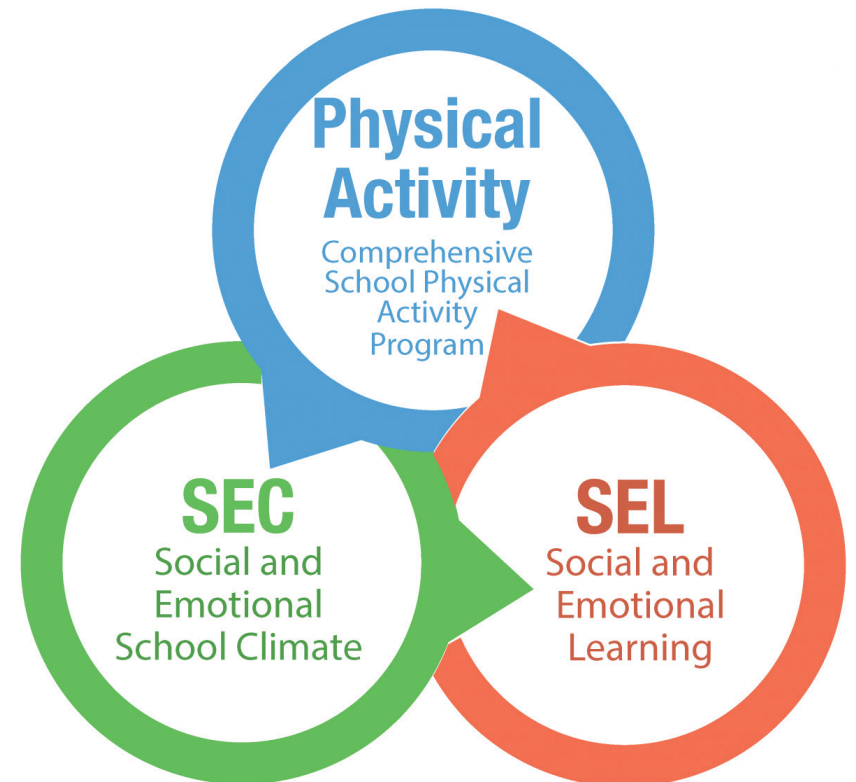 Physical
Activity
Comprehensive
School Physical
Activity
Program
SEC
Social and
Emotional
School Climate
SEL
Social and
Emotional
Learning